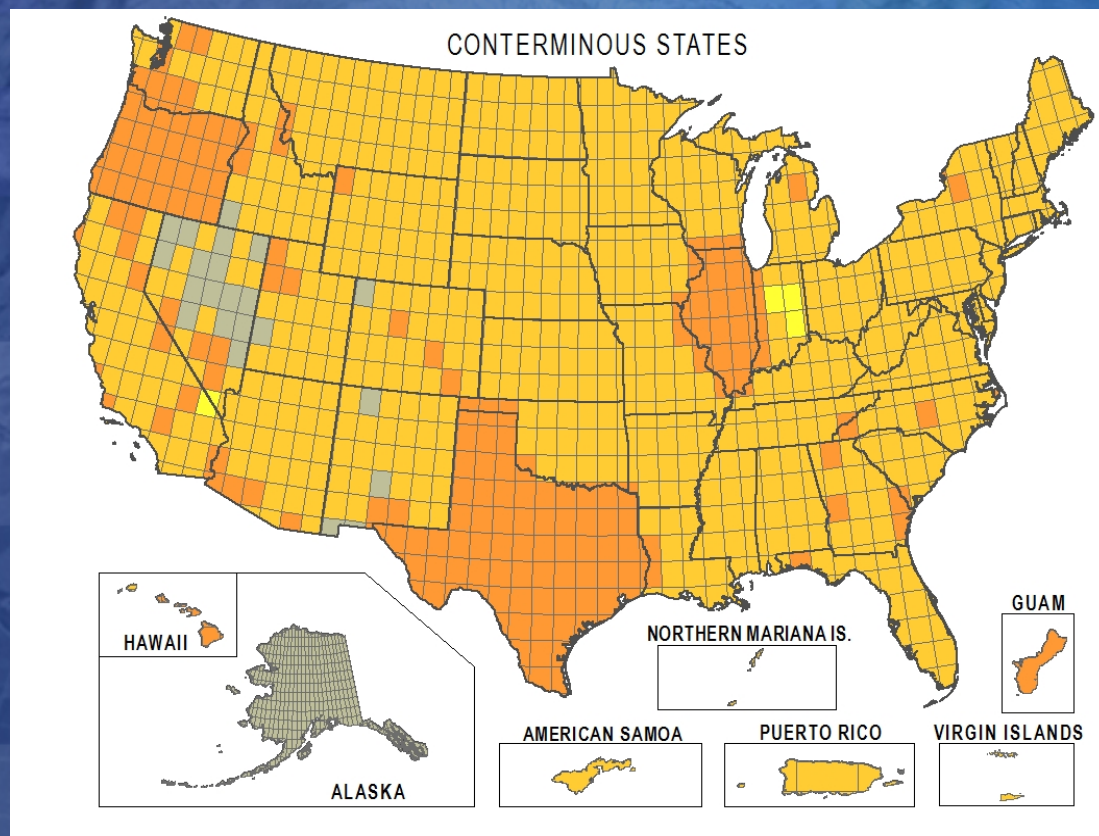 CONTERMINOUS STATES
HAWAII
ALASKA
NORTHERN MARIANA IS.
GUAM
AMERICAN SAMOA
PUERTO RICO
VIRGIN ISLANDS